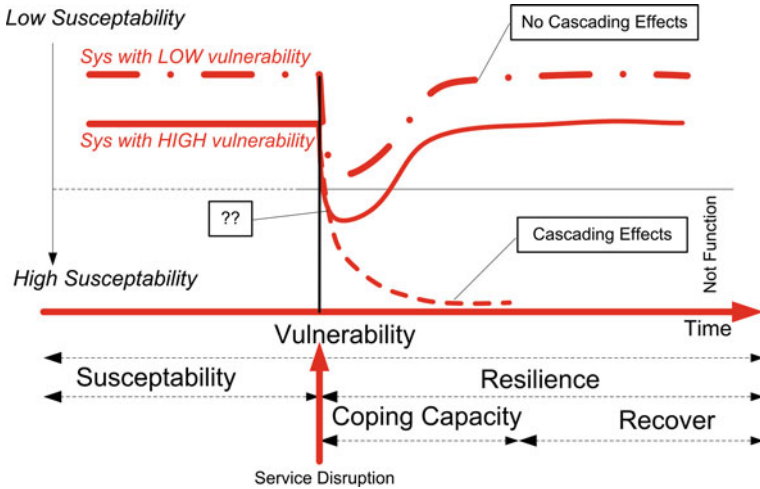 Low Susceptability
No Cascading Effects
Sys with LOW vulnerability
Sys with HIGH vulnerability
??
Cascading Effects
Not Function
High Susceptability
Time
Vulnerability
Susceptability
Resilience
Coping Capacity
Recover
Service Disruption